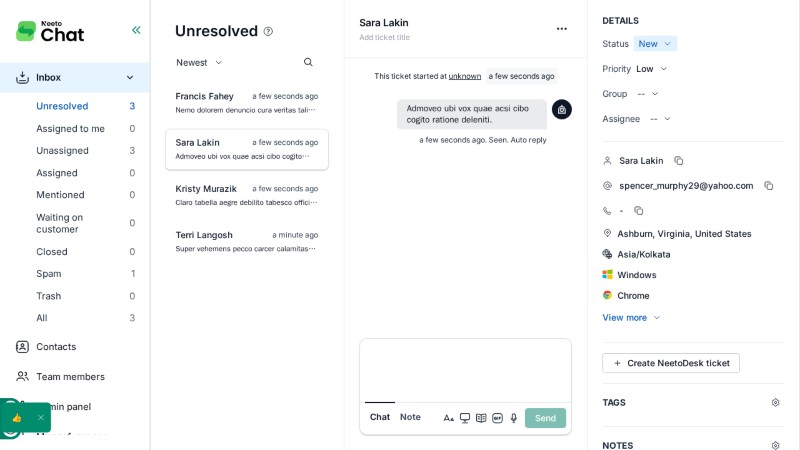 Neeto
Chat
Inbox
Unresolved 3
Assigned to me 0
Unassigned 3
Assigned 0
Mentioned 0
Waiting on
customer 0
Closed 0
Spam 1
Trash 0
All 3
Contacts
Team members
min panel
Unresolved
Newest
Francis Fahey a few seconds ago
Nemo dolorem denuncio cura veritas tali···
Sara Lakin a few seconds ago
Admoveo ubi vox quae acsi cibo cogito···
Kristy Murazik a few seconds ago
Claro tabella aegre debilito tabesco offici···
Terri Langosh a minute ago
Super vehemens pecco carcer calamitas···
Sara Lakin
Add ticket title
This ticket started at unknown a few seconds ago
Admoveo ubi vox quae acsi cibo
cogito ratione deleniti.
a few seconds ago. Seen. Auto reply
Chat Note
GIF
Send
DETAILS
Status New
Priority Low
Group --
Assignee --
Sara Lakin
spencer_murphy29@yahoo.com
-
Ashburn, Virginia, United States
Asia/Kolkata
Windows
Chrome
View more
+ Create NeetoDesk ticket
TAGS
NOTES